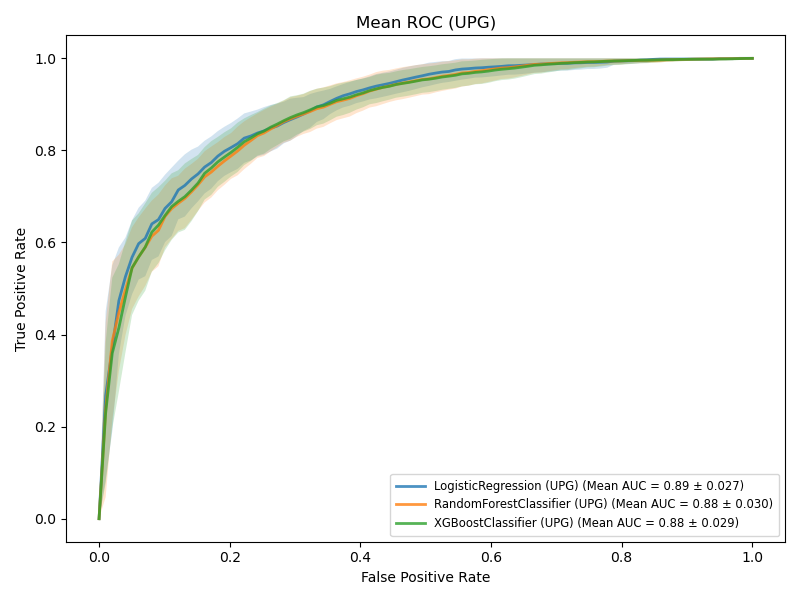 Mean ROC (UPG)
True Positive Rate
1.0
0.8
0.6
0.4
0.2
0.0
LogisticRegression (UPG) (Mean AUC = 0.89 ± 0.027)
RandomForestClassifier (UPG) (Mean AUC = 0.88 ± 0.030)
XGBoostClassifier (UPG) (Mean AUC = 0.88 ± 0.029)
0.0 0.2 0.4 0.6 0.8 1.0
False Positive Rate